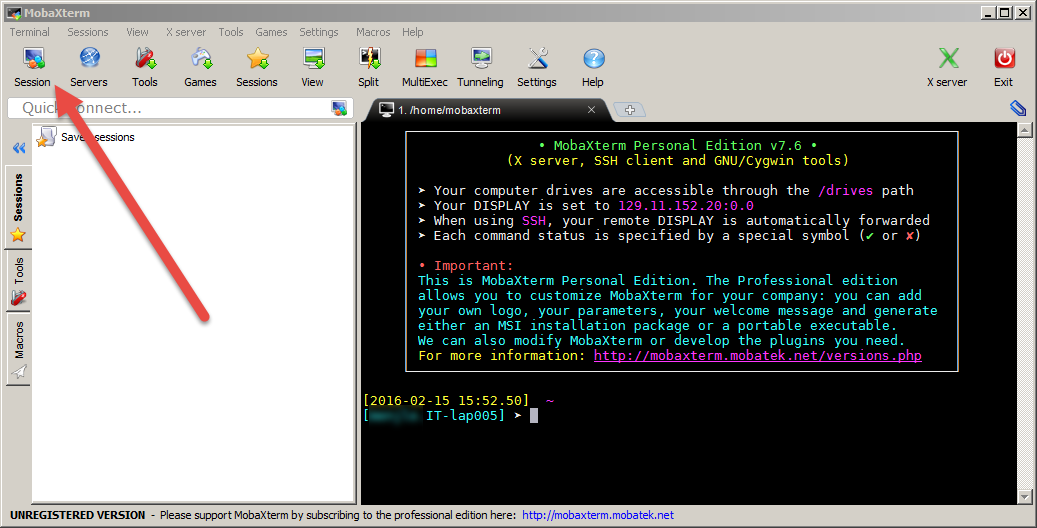 MobaXterm
Terminal Sessions View X server Tools Games Settings Macros Help
Session Servers Tools Games Sessions View Split MultiExec Tunneling Settings Help X server Exit
Quick connect... 1. /home/mobaxterm
Saved sessions
Sessions
Tools
Macros
• MobaXterm Personal Edition v7.6 •
(X server, SSH client and GNU/Cygwin tools)
➤ Your computer drives are accessible through the /drives path
➤ Your DISPLAY is set to 129.11.152.20:0.0
➤ When using SSH, your remote DISPLAY is automatically forwarded
➤ Each command status is specified by a special symbol (✔ or ✘)
• Important:
This is MobaXterm Personal Edition. The Professional edition
allows you to customize MobaXterm for your company: you can add
your own logo, your parameters, your welcome message and generate
either an MSI installation package or a portable executable.
We can also modify MobaXterm or develop the plugins you need.
For more information: http://mobaxterm.mobatek.net/versions.php
[2016-02-15 15:52.50] ~
[ IT-lap005] ➤
UNREGISTERED VERSION - Please support MobaXterm by subscribing to the professional edition here: http://mobaxterm.mobatek.net